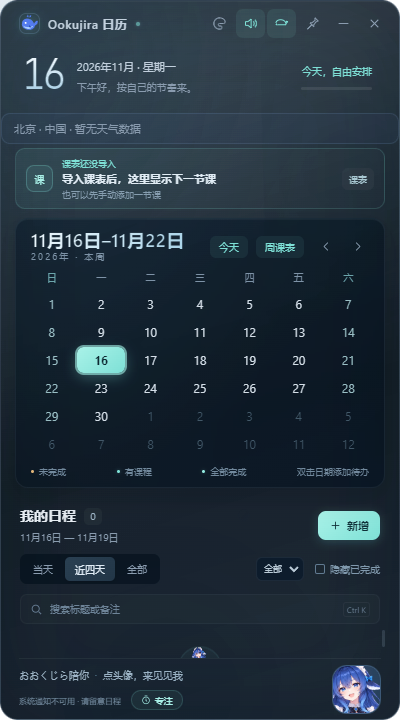 Ookujira 日历
16
2026年11月 · 星期一
下午好，按自己的节奏来。
今天，自由安排
北京 · 中国 · 暂无天气数据
课
课表还没导入
导入课表后，这里显示下一节课
也可以先手动添加一节课
课表
11月16日–11月22日
2026年 · 本周
今天
周课表
日 一 二 三 四 五 六
1 2 3 4 5 6 7
8 9 10 11 12 13 14
15 16 17 18 19 20 21
22 23 24 25 26 27 28
29 30 1 2 3 4 5
6 7 8 9 10 11 12
未完成 有课程 全部完成 双击日期添加待办
我的日程 0
11月16日 — 11月19日
+ 新增
当天 近四天 全部
全部
隐藏已完成
搜索标题或备注
Ctrl K
おおくじら陪你 · 点头像，来见见我
系统通知不可用 · 请留意日程
专注